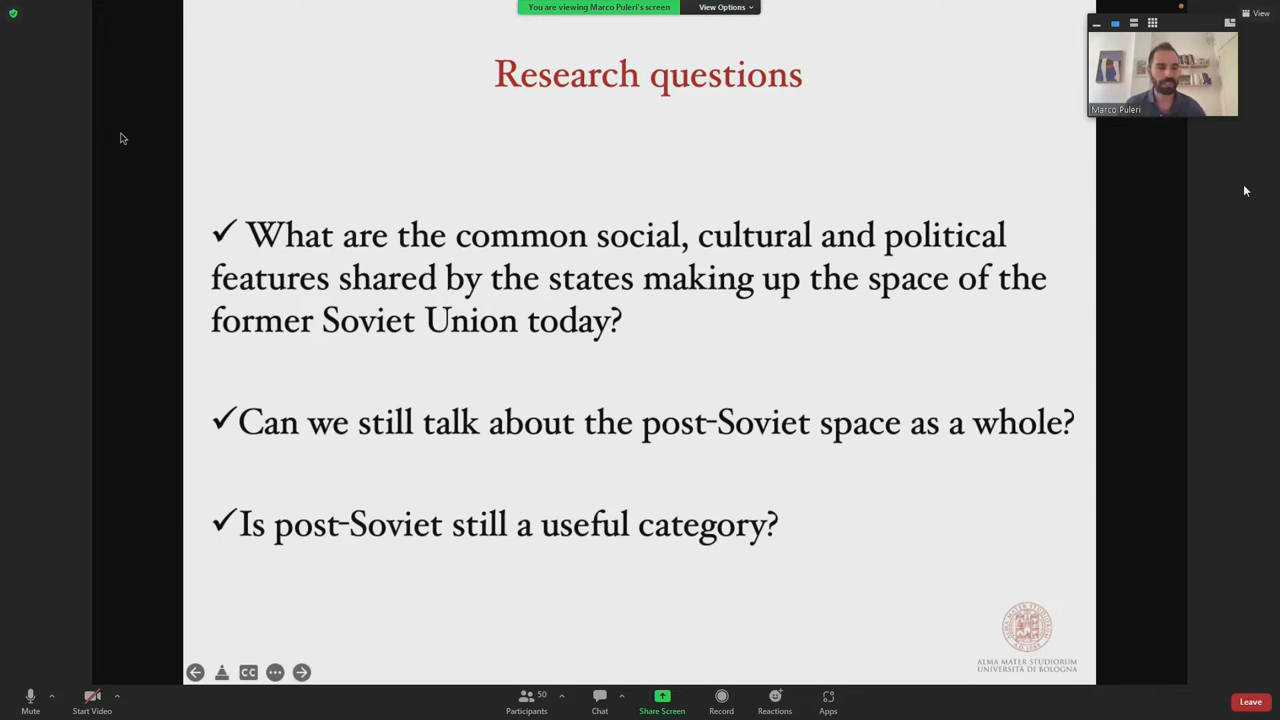 You are viewing Marco Puleri's screen
View Options
View
Research questions
Marco Puleri
✓ What are the common social, cultural and political
features shared by the states making up the space of the
former Soviet Union today?
✓Can we still talk about the post-Soviet space as a whole?
✓Is post-Soviet still a useful category?
ALMA MATER STUDIORUM
UNIVERSITÀ DI BOLOGNA
CC
50
Mute
Start Video
Participants
Chat
Share Screen
Record
Reactions
Apps
Leave